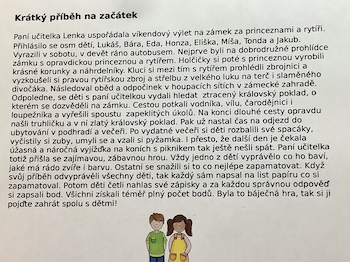 Krátký příběh na začátek
Paní učitelka Lenka uspořádala víkendový výlet na zámek za princeznami a rytíři.
Přihlásilo se osm dětí, Lukáš, Bára, Eda, Honza, Eliška, Míša, Tonda a Jakub.
Vyrazili v sobotu, v devět ráno autobusem. Nejprve byli na dobrodružné prohlídce
zámku s opravdickou princeznou a rytířem. Holčičky si poté s princeznou vyrobili
krásné korunky a náhrdelníky. Kluci si mezi tím s rytířem prohlédli zbrojnici a
vyzkoušeli si pravou rytířskou zbroj a střelbu z velkého luku na terč i slaměného
divočáka. Následoval oběd a odpočinek v houpacích sítích v zámecké zahradě.
Odpoledne, se děti s paní učitelkou vydali hledat ztracený královský poklad, o
kterém se dozvěděli na zámku. Cestou potkali vodníka, vílu, čarodějnici i
loupežníka a vyřešili spoustu zapeklitých úkolů. Na konci dlouhé cesty opravdu
našli truhličku a v ní zlatý královský poklad. Pak už nastal čas na odjezd do
ubytování v podhradí a večeři. Po vydatné večeři si děti rozbalili své spacáky,
vyčistily si zuby, umyli se a vzali si pyžamka. I přesto, že další den je čekala
úžasná a náročná vyjížďka na koních s piknikem tak ještě nešli spát. Paní učitelka
totiž přišla se zajímavou, zábavnou hrou. Vždy jedno z dětí vyprávělo co ho baví,
jaké má rádo zvíře i barvu. Ostatní se snažili si to co nejlépe zapamatovat. Když
svůj příběh odvyprávěli všechny děti, tak každý sám napsal na list papíru co si
zapamatoval. Potom děti četli nahlas své zápisky a za každou správnou odpověď
si zapsali bod. Všichni získali téměř plný počet bodů. Byla to báječná hra, tak si ji
pojďte zahrát spolu s dětmi!